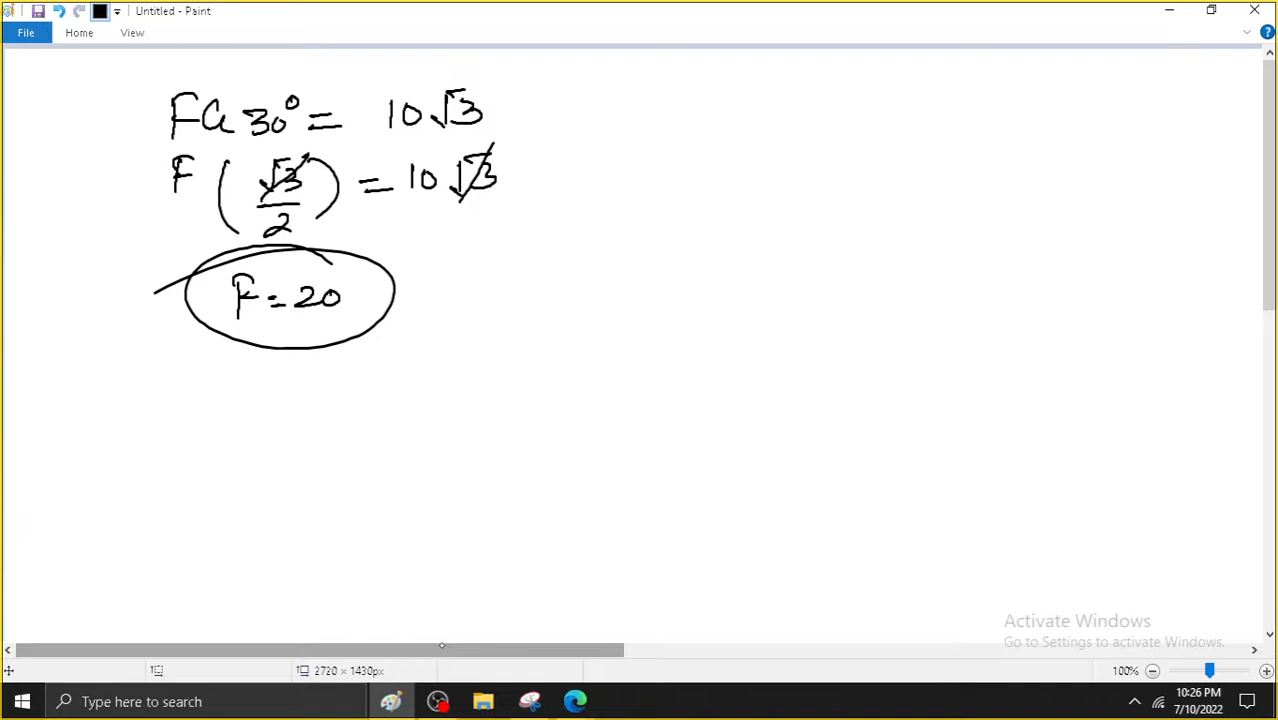 Untitled - Paint
File Home View
F Cos 30° = 10√3
F (√3/2) = 10√3
F = 20
Activate Windows
Go to Settings to activate Windows.
2720 × 1430px
100%
Type here to search
10:26 PM
7/10/2022